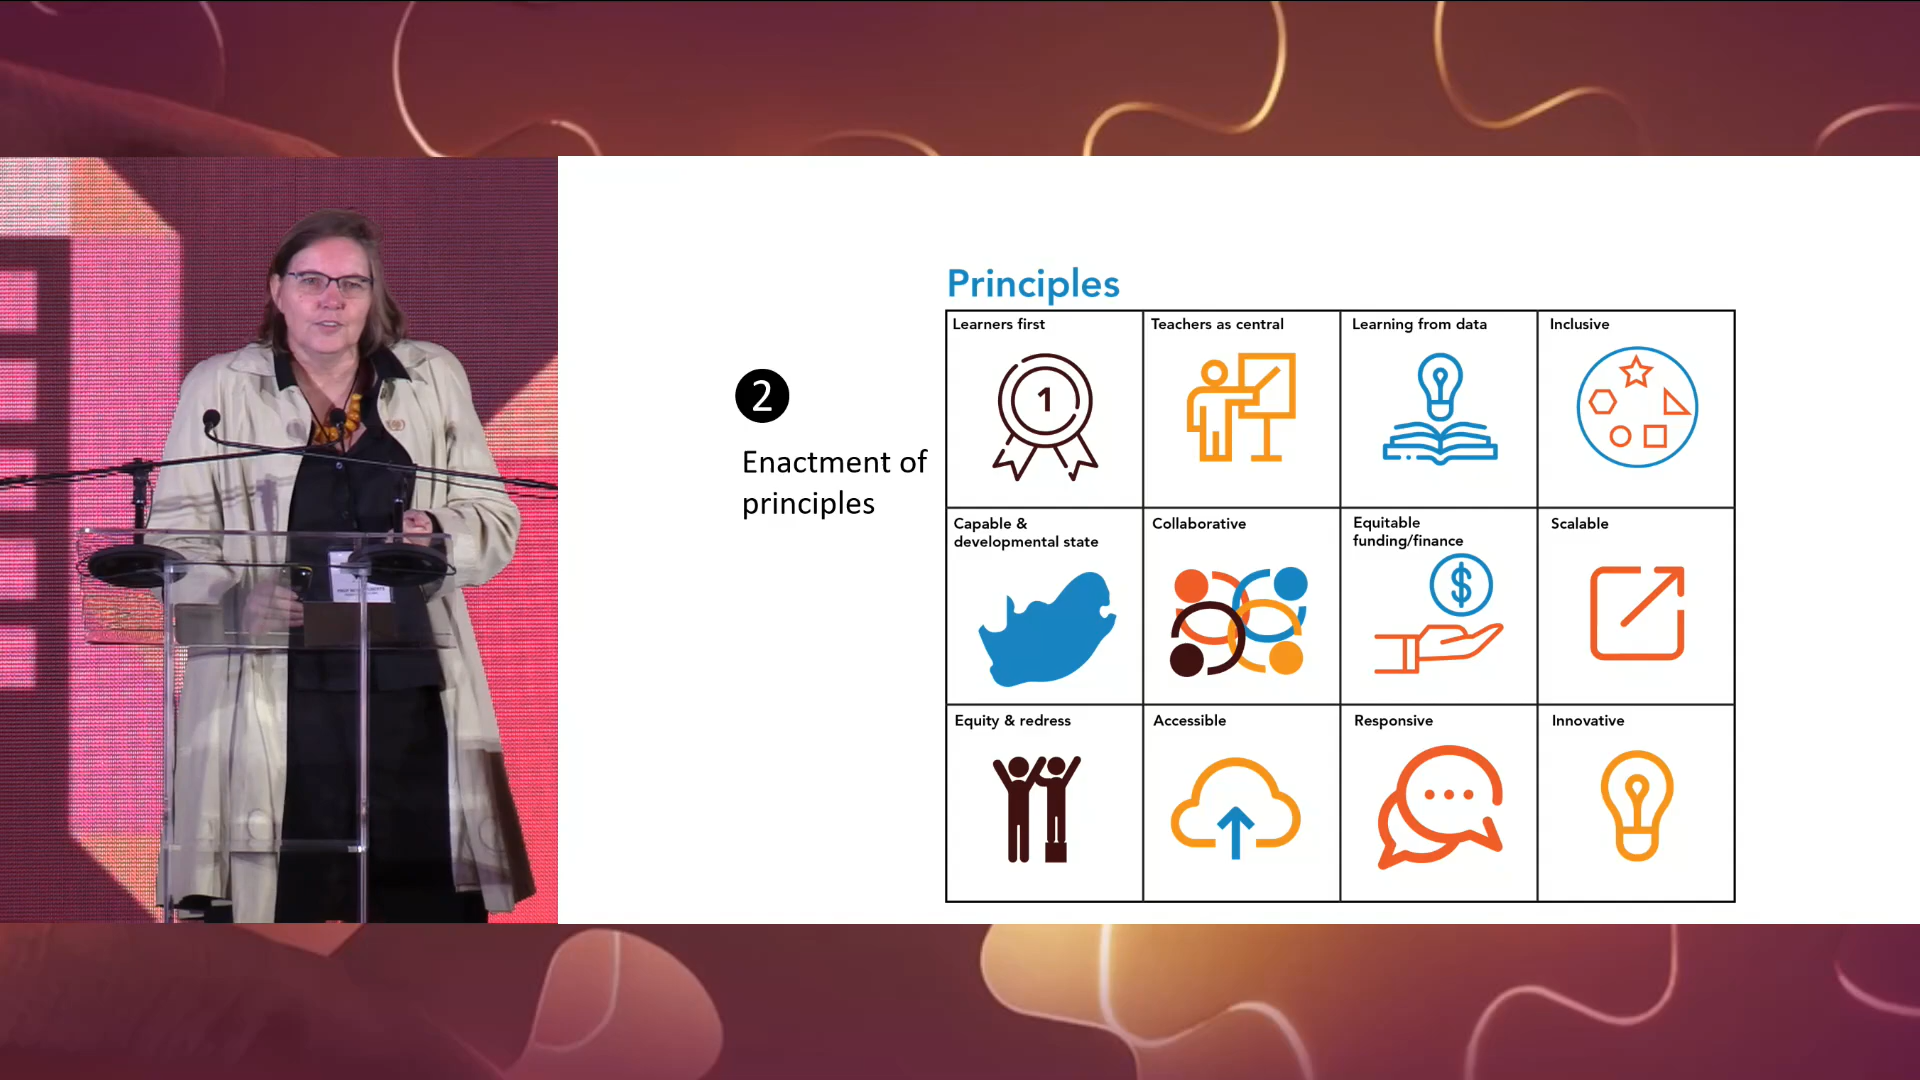 2
Enactment of
principles
Principles
Learners first
1
Teachers as central
Learning from data
Inclusive
Capable &
developmental state
Collaborative
Equitable
funding/finance
$
Scalable
Equity & redress
Accessible
Responsive
Innovative